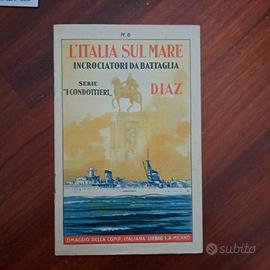 N° 6
L'ITALIA SUL MARE
INCROCIATORI DA BATTAGLIA
SERIE
"I CONDOTTIERI" DIAZ
OMAGGIO DELLA COMP. ITALIANA LIEBIG S.A. MILANO
subito